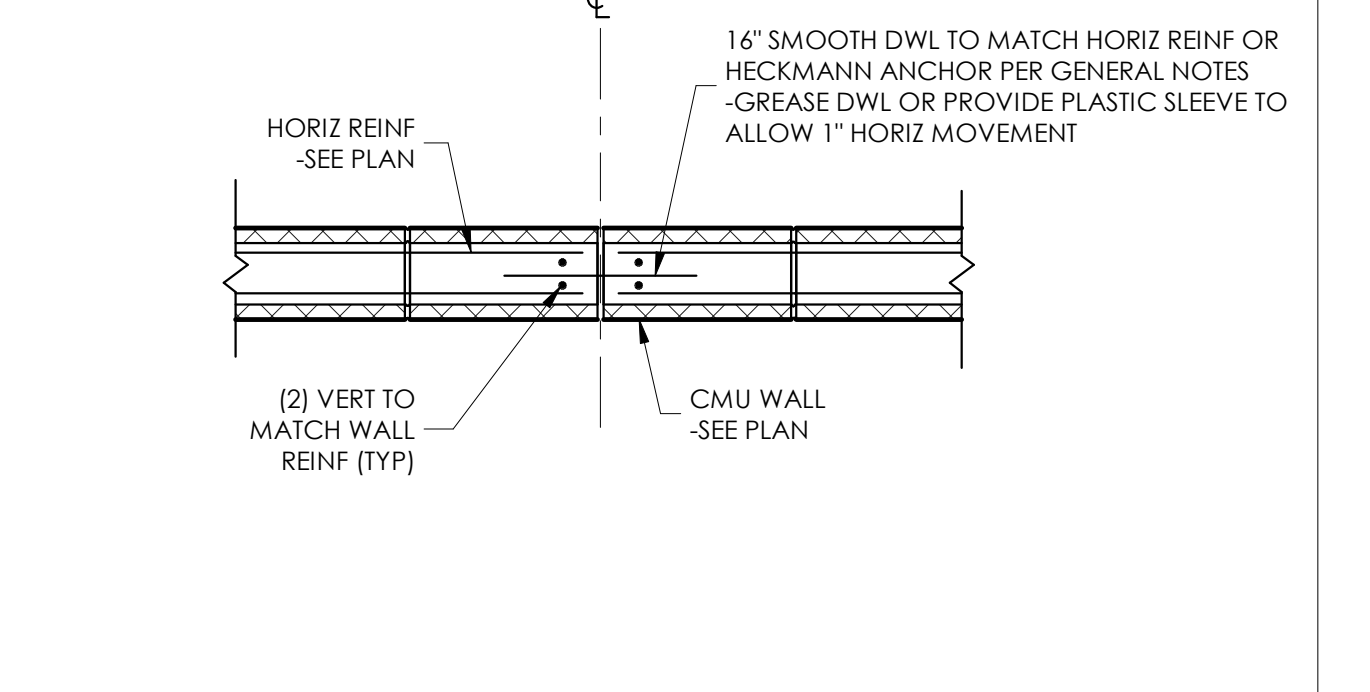 ℄
16" SMOOTH DWL TO MATCH HORIZ REINF OR
HECKMANN ANCHOR PER GENERAL NOTES
-GREASE DWL OR PROVIDE PLASTIC SLEEVE TO
ALLOW 1" HORIZ MOVEMENT
HORIZ REINF
-SEE PLAN
(2) VERT TO
MATCH WALL
REINF (TYP)
CMU WALL
-SEE PLAN